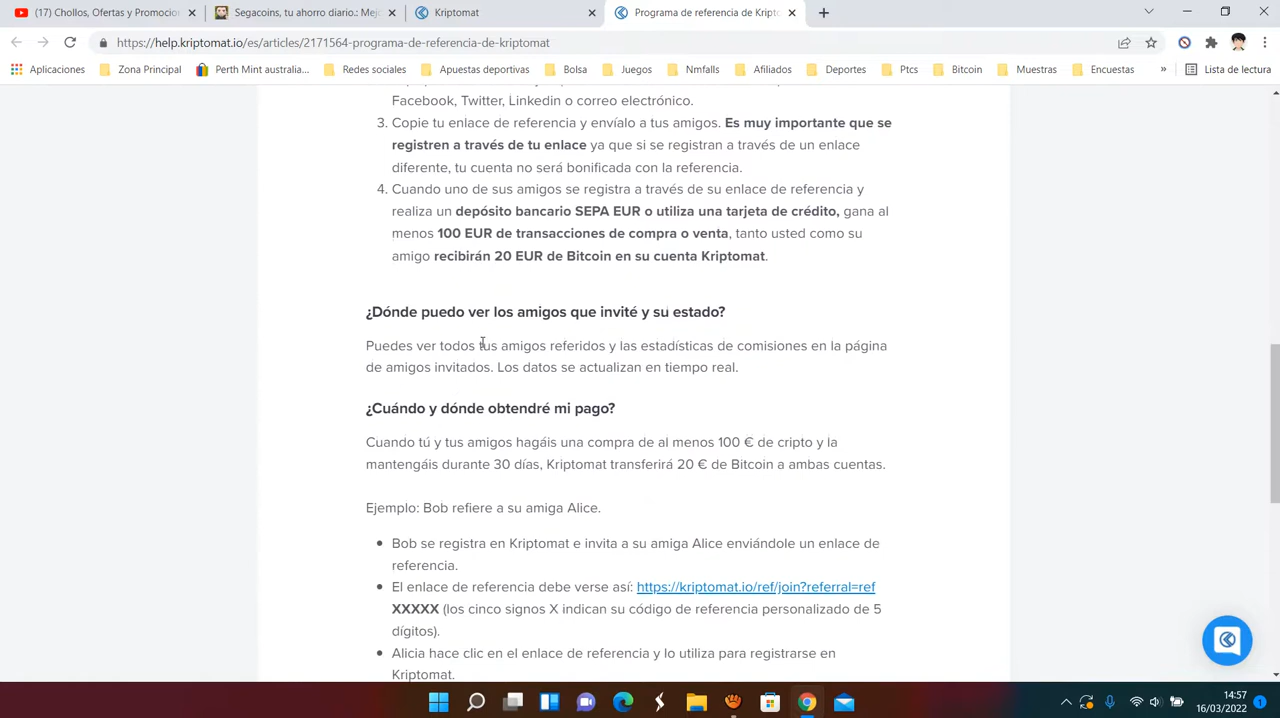 (17) Chollos, Ofertas y Promocion
Segacoins, tu ahorro diario.: Mejo
Kriptomat
Programa de referencia de Kripto
https://help.kriptomat.io/es/articles/2171564-programa-de-referencia-de-kriptomat
Aplicaciones
Zona Principal
Perth Mint australia...
Redes sociales
Apuestas deportivas
Bolsa
Juegos
Nmfalls
Afiliados
Deportes
Ptcs
Bitcoin
Muestras
Encuestas
»
Lista de lectura
Facebook, Twitter, Linkedin o correo electrónico.
3. Copie tu enlace de referencia y envíalo a tus amigos. Es muy importante que se
registren a través de tu enlace ya que si se registran a través de un enlace
diferente, tu cuenta no será bonificada con la referencia.
4. Cuando uno de sus amigos se registra a través de su enlace de referencia y
realiza un depósito bancario SEPA EUR o utiliza una tarjeta de crédito, gana al
menos 100 EUR de transacciones de compra o venta, tanto usted como su
amigo recibirán 20 EUR de Bitcoin en su cuenta Kriptomat.
¿Dónde puedo ver los amigos que invité y su estado?
Puedes ver todos tus amigos referidos y las estadísticas de comisiones en la página
de amigos invitados. Los datos se actualizan en tiempo real.
¿Cuándo y dónde obtendré mi pago?
Cuando tú y tus amigos hagáis una compra de al menos 100 € de cripto y la
mantengáis durante 30 días, Kriptomat transferirá 20 € de Bitcoin a ambas cuentas.
Ejemplo: Bob refiere a su amiga Alice.
• Bob se registra en Kriptomat e invita a su amiga Alice enviándole un enlace de
referencia.
• El enlace de referencia debe verse así: https://kriptomat.io/ref/join?referral=ref
XXXXX (los cinco signos X indican su código de referencia personalizado de 5
dígitos).
• Alicia hace clic en el enlace de referencia y lo utiliza para registrarse en
Kriptomat.
14:57
16/03/2022
1